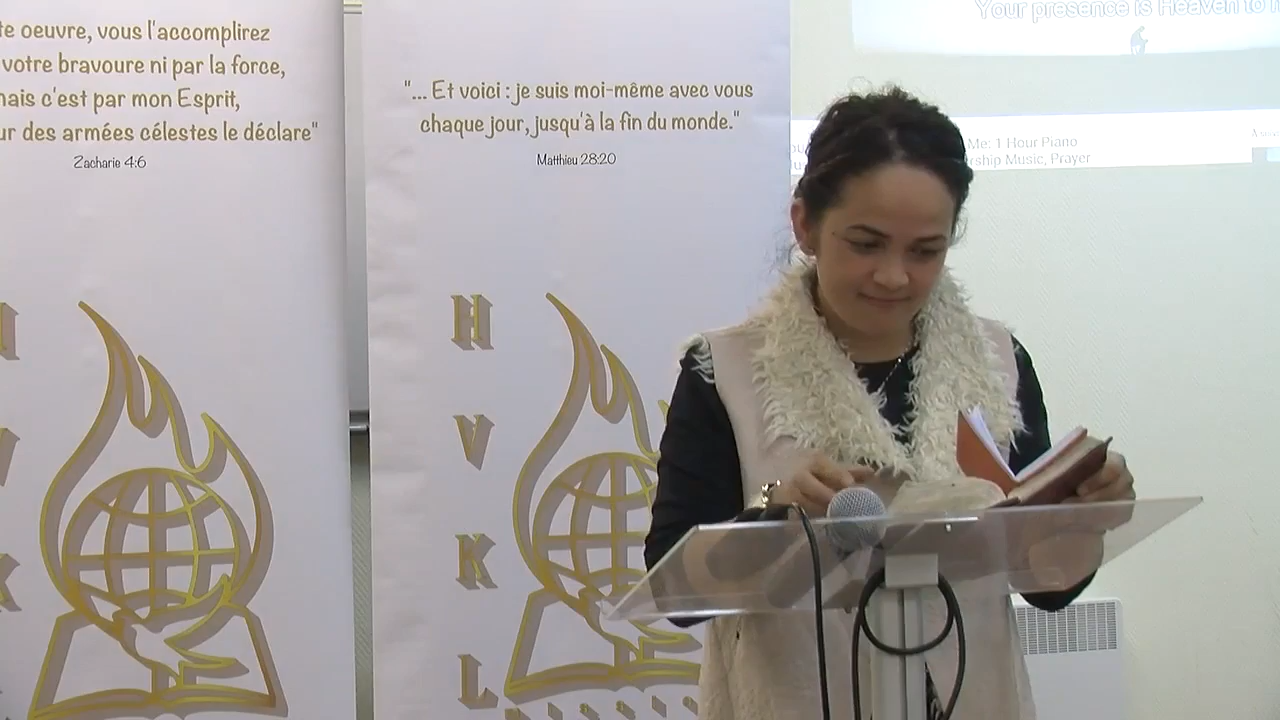 te oeuvre, vous l'accomplirez
votre bravoure ni par la force,
mais c'est par mon Esprit,
ur des armées célestes le déclare"
Zacharie 4:6
"... Et voici : je suis moi-même avec vous
chaque jour, jusqu'à la fin du monde."
Matthieu 28:20
H
V
K
L
Your presence is Heaven to
Me: 1 Hour Piano
rship Music, Prayer